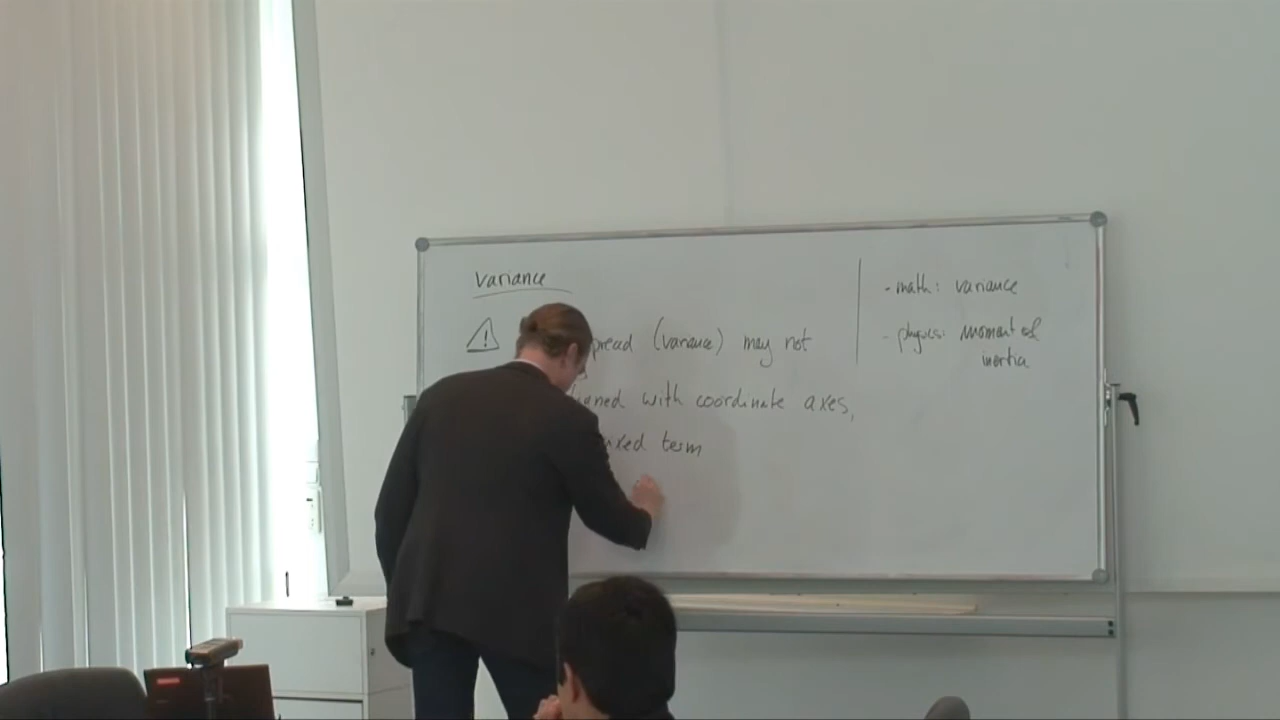 Variance
!
spread (variance) may not
aligned with coordinate axes,
mixed term
- math: variance
- physics: moment of
inertia